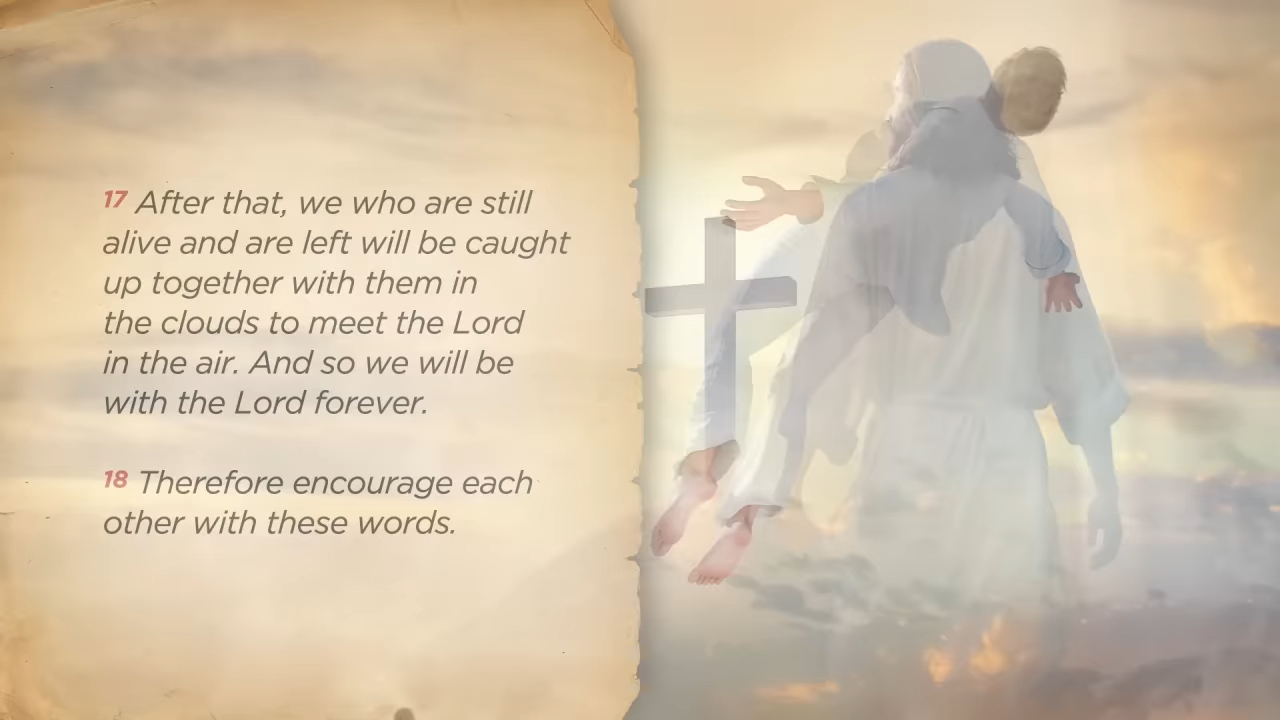 17 After that, we who are still
alive and are left will be caught
up together with them in
the clouds to meet the Lord
in the air. And so we will be
with the Lord forever.
18 Therefore encourage each
other with these words.